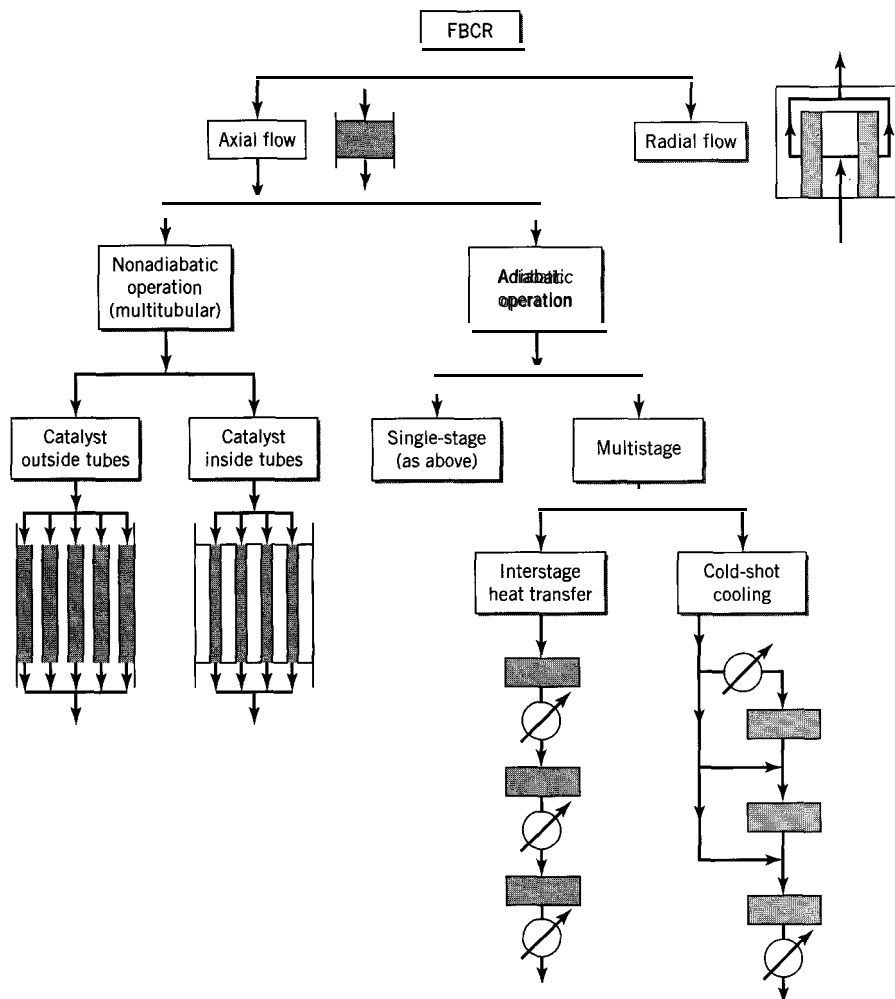 FBCR
Axial flow
Radial flow
Nonadiabatic
operation
(multitubular)
Adiabatic
operation
Catalyst
outside tubes
Catalyst
inside tubes
Single-stage
(as above)
Multistage
Interstage
heat transfer
Cold-shot
cooling